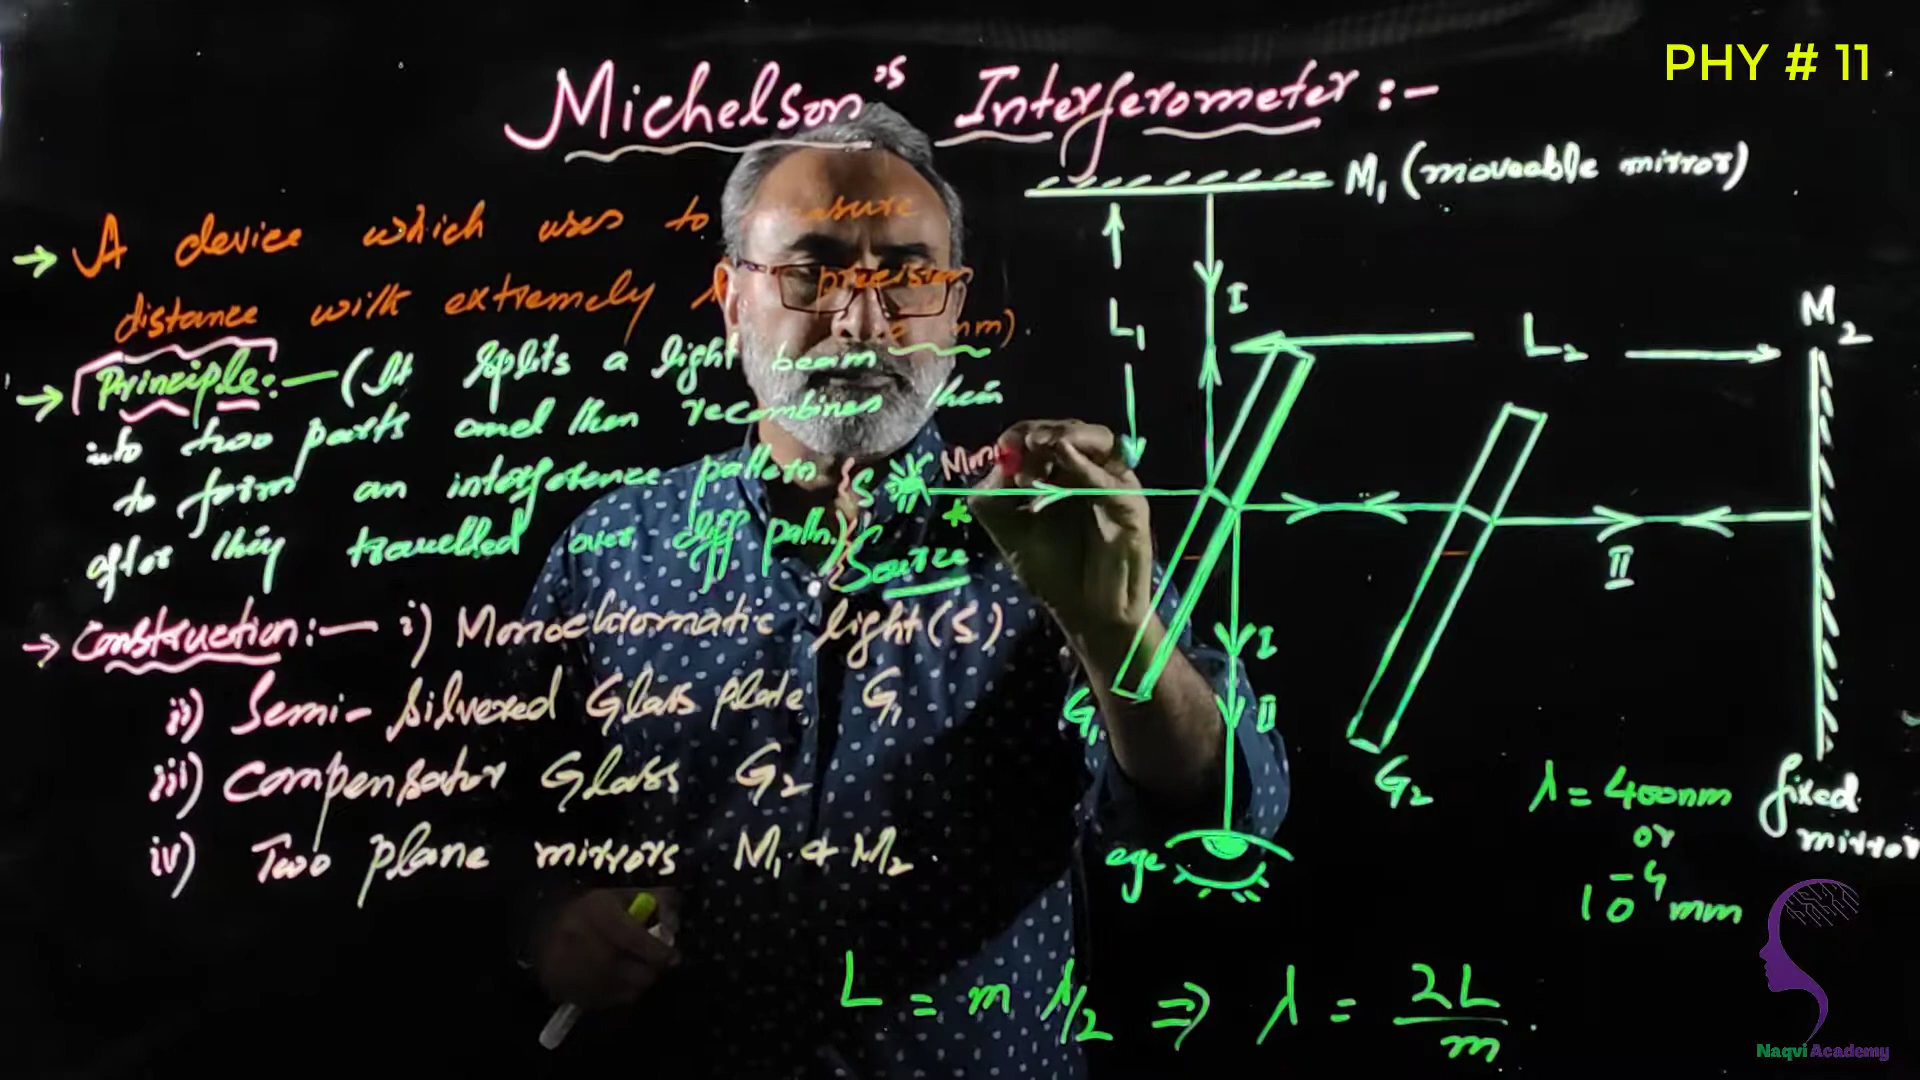 PHY # 11
Michelson's Interferometer :-
→ A device which uses to measure
distance with extremely precision
nm).
→ Principle:- (It splits a light beam
into two parts and then recombines them
to form an interference pattern
after they travelled over diff path.)
→ Construction:- i) Monochromatic light (S)
ii) Semi-Silvered Glass plate G₁
iii) Compensator Glass G₂
iv) Two plane mirrors M₁ & M₂.
M₁ (moveable mirror)
I
L₁
L₂
M₂
S
Source
II
I
II
G₁
G₂
eye
fixed
mirror
λ = 400nm
or
10⁻⁴ mm
L = m λ/2 ⇒ λ = 2L/m.
Naqvi Academy